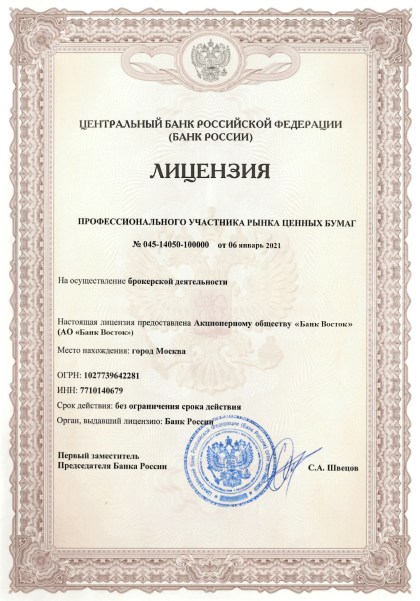 ЦЕНТРАЛЬНЫЙ БАНК РОССИЙСКОЙ ФЕДЕРАЦИИ
(БАНК РОССИИ)
ЛИЦЕНЗИЯ
ПРОФЕССИОНАЛЬНОГО УЧАСТНИКА РЫНКА ЦЕННЫХ БУМАГ
№ 045-14050-100000 от 06 январь 2021
На осуществление брокерской деятельности
Настоящая лицензия предоставлена Акционерному обществу «Банк Восток»
(АО «Банк Восток»)
Место нахождения: город Москва
ОГРН: 1027739642281
ИНН: 7710140679
Срок действия: без ограничения срока действия
Орган, выдавший лицензию: Банк России
Первый заместитель
Председателя Банка России
С.А. Швецов